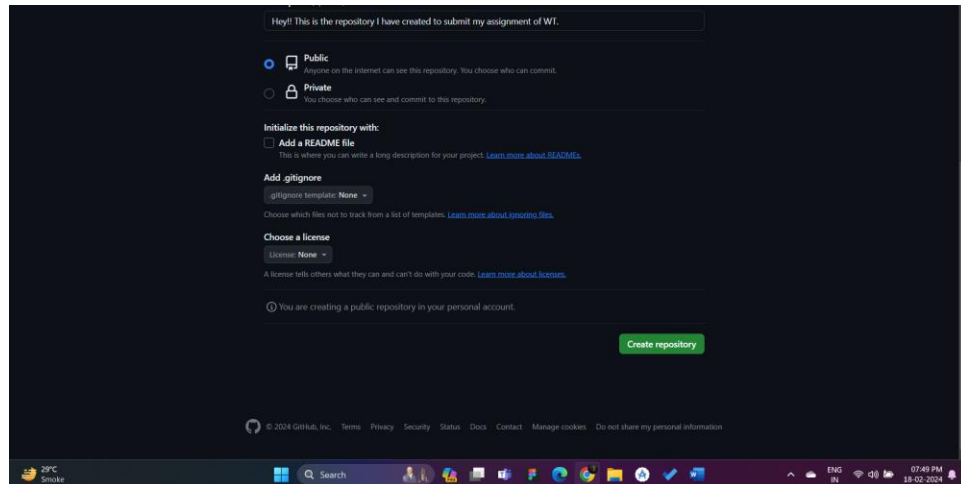 Hey!! This is the repository I have created to submit my assignment of WT.
Public
Anyone on the internet can see this repository. You choose who can commit.
Private
You choose who can see and commit to this repository.
Initialize this repository with:
Add a README file
This is where you can write a long description for your project. Learn more about READMEs.
Add .gitignore
.gitignore template: None
Choose which files not to track from a list of templates. Learn more about ignoring files.
Choose a license
License: None
A license tells others what they can and can't do with your code. Learn more about licenses.
You are creating a public repository in your personal account.
Create repository
© 2024 GitHub, Inc. Terms Privacy Security Status Docs Contact Manage cookies Do not share my personal information
29°C
Smoke
Search
ENG
IN
07:49 PM
18-02-2024